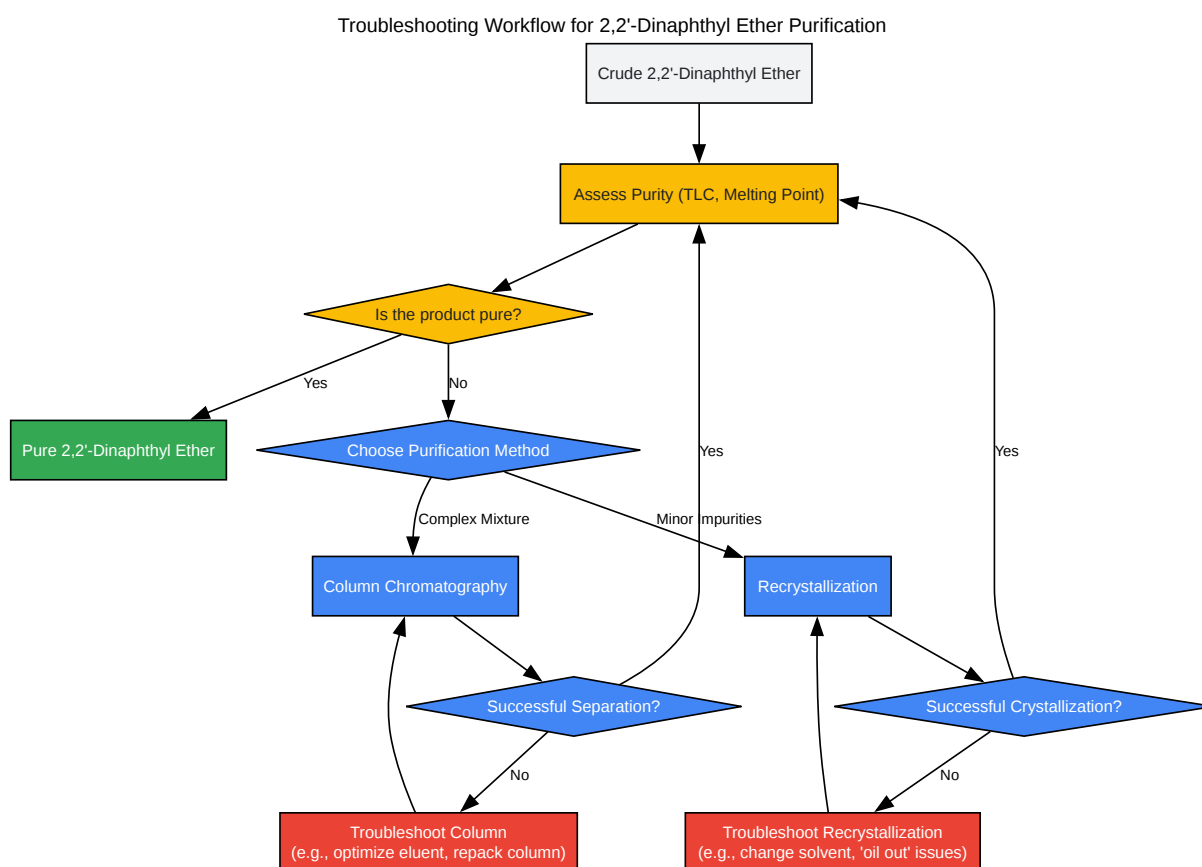 Troubleshooting Workflow for 2,2'-Dinaphthyl Ether Purification
Crude 2,2'-Dinaphthyl Ether
Assess Purity (TLC, Melting Point)
Is the product pure?
Yes
No
Pure 2,2'-Dinaphthyl Ether
Choose Purification Method
Yes
Yes
Complex Mixture
Minor Impurities
Column Chromatography
Recrystallization
Successful Separation?
Successful Crystallization?
No
No
Troubleshoot Column
(e.g., optimize eluent, repack column)
Troubleshoot Recrystallization
(e.g., change solvent, 'oil out' issues)